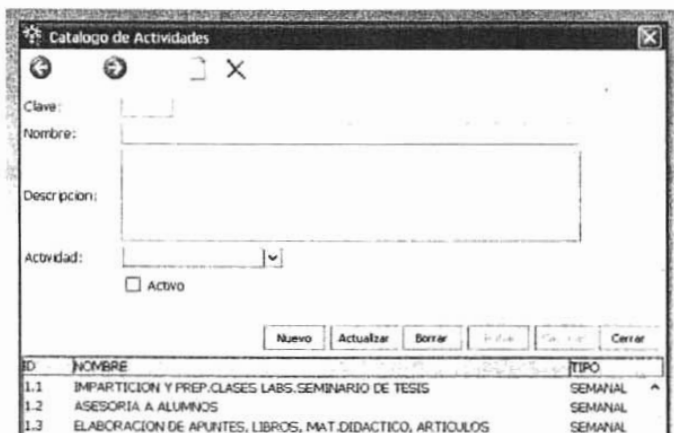 Catalogo de Actividades
Clave:
Nombre:
Descripcion:
Actividad:
Activo
Nuevo Actualizar Borrar Cerrar
ID NOMBRE TIPO
1.1 IMPARTICION Y PREP.CLASES LABS.SEMINARIO DE TESIS SEMANAL
1.2 ASESORIA A ALUMNOS SEMANAL
1.3 ELABORACION DE APUNTES, LIBROS, MAT.DIDACTICO, ARTICULOS SEMANAL